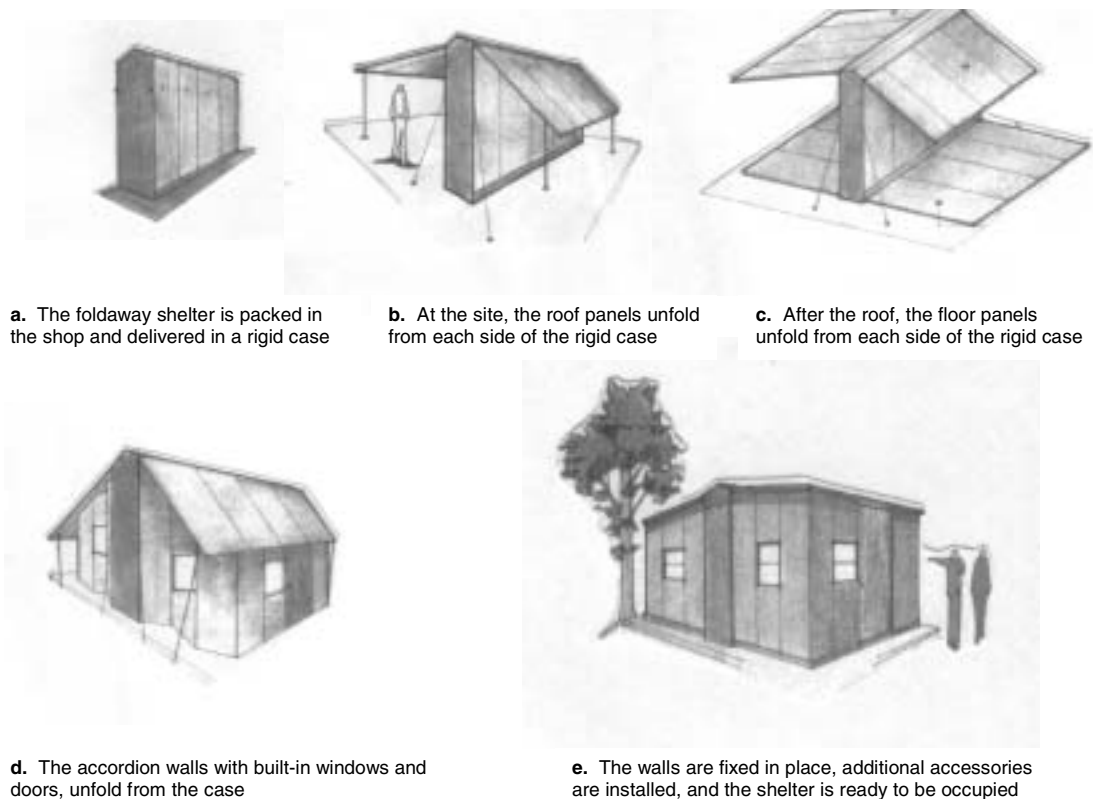 a. The foldaway shelter is packed in
the shop and delivered in a rigid case
b. At the site, the roof panels unfold
from each side of the rigid case
c. After the roof, the floor panels
unfold from each side of the rigid case
d. The accordion walls with built-in windows and
doors, unfold from the case
e. The walls are fixed in place, additional accessories
are installed, and the shelter is ready to be occupied